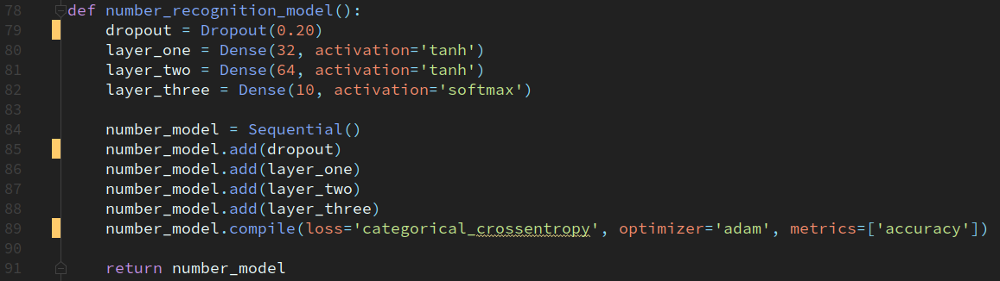 78 def number_recognition_model():
79     dropout = Dropout(0.20)
80     layer_one = Dense(32, activation='tanh')
81     layer_two = Dense(64, activation='tanh')
82     layer_three = Dense(10, activation='softmax')
83
84     number_model = Sequential()
85     number_model.add(dropout)
86     number_model.add(layer_one)
87     number_model.add(layer_two)
88     number_model.add(layer_three)
89     number_model.compile(loss='categorical_crossentropy', optimizer='adam', metrics=['accuracy'])
90
91     return number_model